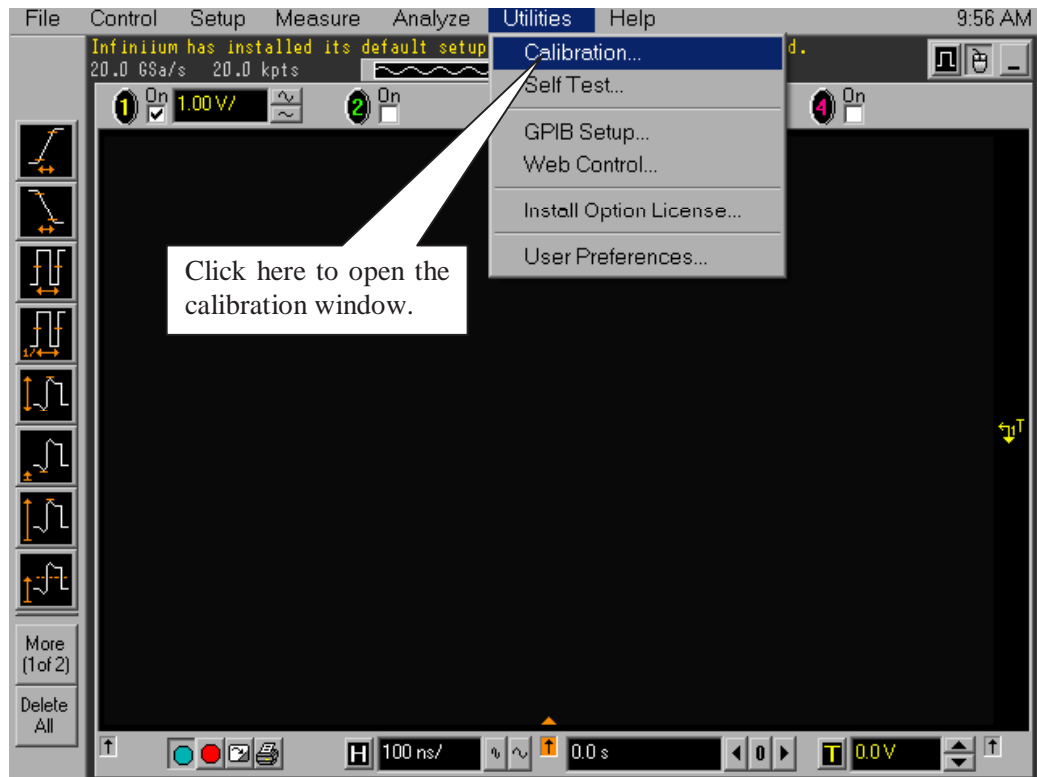 File Control Setup Measure Analyze Utilities Help 9:56 AM
Infiniium has installed its default setup d.
20.0 GSa/s 20.0 kpts
1 On 1.00 V/ 2 On 4 On
Calibration...
Self Test...
GPIB Setup...
Web Control...
Install Option License...
User Preferences...
Click here to open the
calibration window.
1/
T
More
(1of 2)
Delete
All
H 100 ns/ T 0.0 s 0 T 0.0 V